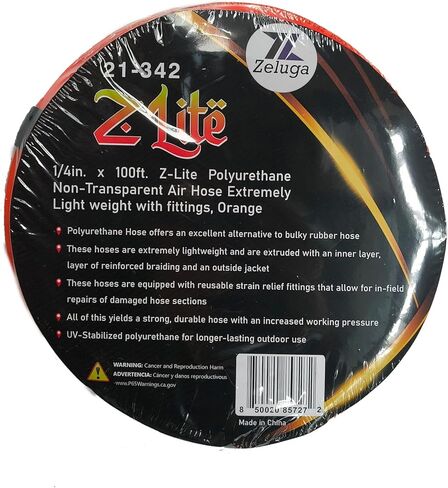 Zeluga
21-342
Z-Litë
1/4in. x 100ft. Z-Lite Polyurethane
Non-Transparent Air Hose Extremely
Light weight with fittings, Orange
Polyurethane Hose offers an excellent alternative to bulky rubber hose
These hoses are extremely lightweight and are extruded with an inner layer,
layer of reinforced braiding and an outside jacket
These hoses are equipped with reusable strain relief fittings that allow for in-field
repairs of damaged hose sections
All of this yields a strong, durable hose with an increased working pressure
UV-Stabilized polyurethane for longer-lasting outdoor use
WARNING: Cancer and Reproduction Harm
ADVERTENCIA: Cáncer y danos reproductivous
www.P65Warnings.ca.gov
8 50020 85727 2
Made in China